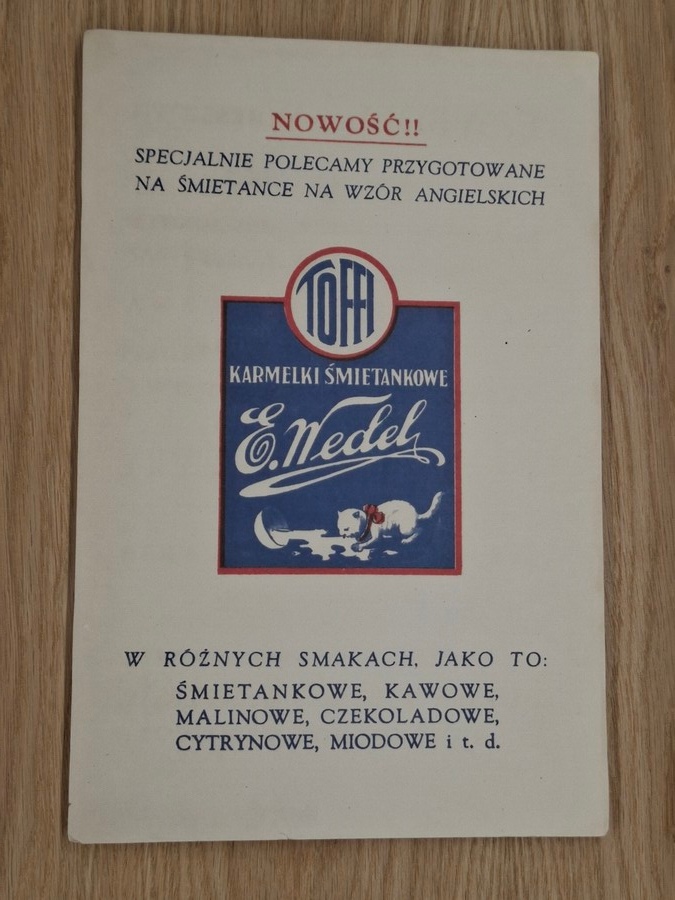 NOWOŚĆ!!
SPECJALNIE POLECAMY PRZYGOTOWANE
NA ŚMIETANCE NA WZÓR ANGIELSKICH
TOFFI
KARMELKI ŚMIETANKOWE
E. Wedel
W RÓŻNYCH SMAKACH, JAKO TO:
ŚMIETANKOWE, KAWOWE,
MALINOWE, CZEKOLADOWE,
CYTRYNOWE, MIODOWE i t. d.